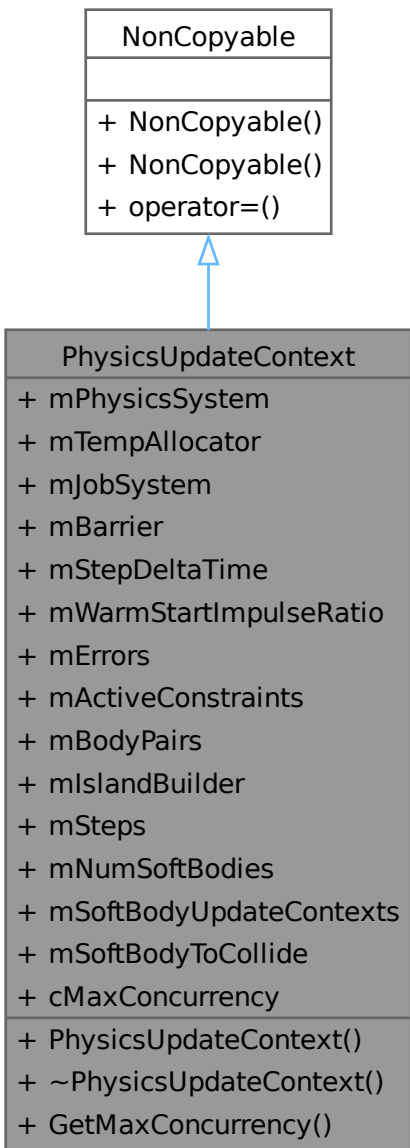 NonCopyable
+ NonCopyable()
+ NonCopyable()
+ operator=()
PhysicsUpdateContext
+ mPhysicsSystem
+ mTempAllocator
+ mJobSystem
+ mBarrier
+ mStepDeltaTime
+ mWarmStartImpulseRatio
+ mErrors
+ mActiveConstraints
+ mBodyPairs
+ mIslandBuilder
+ mSteps
+ mNumSoftBodies
+ mSoftBodyUpdateContexts
+ mSoftBodyToCollide
+ cMaxConcurrency
+ PhysicsUpdateContext()
+ ~PhysicsUpdateContext()
+ GetMaxConcurrency()